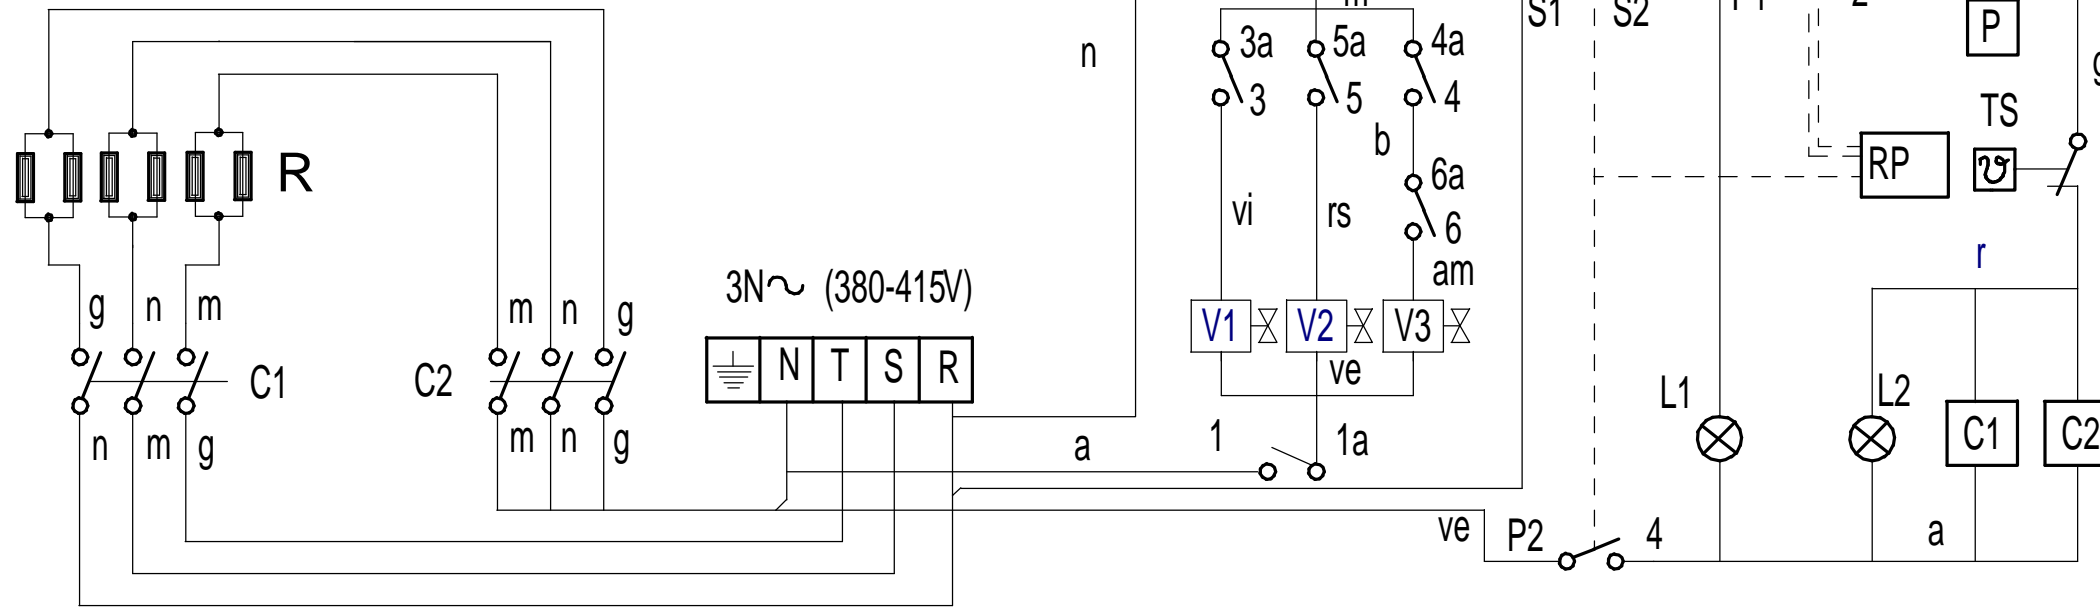 S1 S2
n 3a 5a 4a P
3 5 4 TS
b
R RP
6a
vi rs 6
r
am
3N (380-415V)
g n m m n g
V1 V2 V3
N T S R ve
C1 C2 L1 L2
C1 C2
n m g m n g a 1 1a
ve P2 4 a